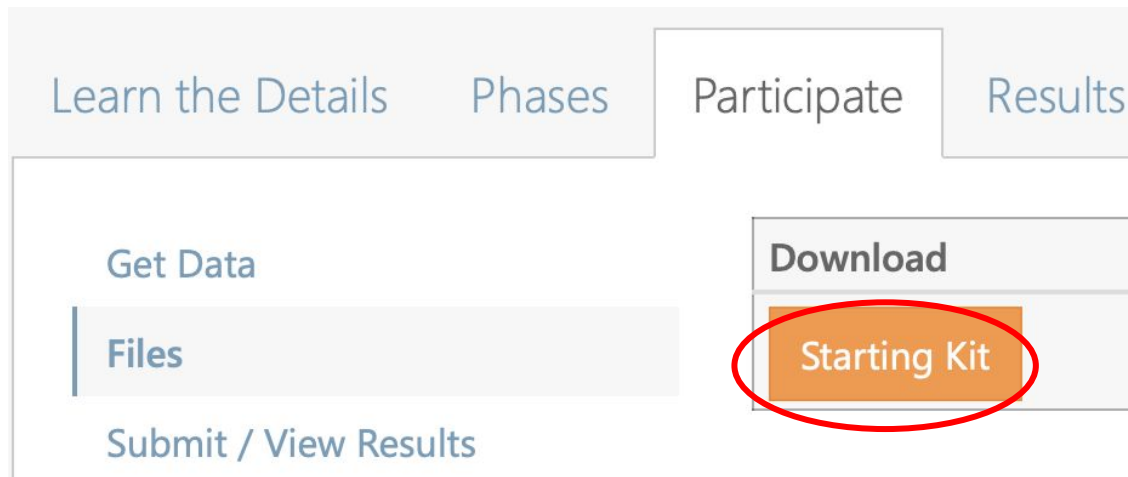 Learn the Details Phases Participate Results
Get Data
Files
Submit / View Results
Download
Starting Kit